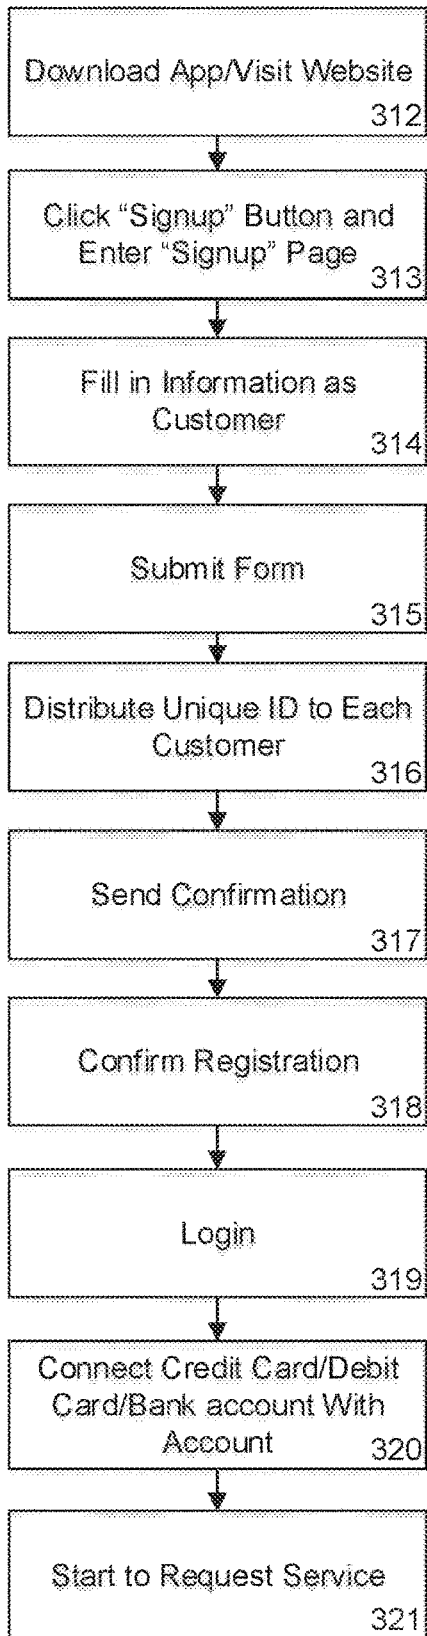 Download App/Visit Website
312
Click “Signup” Button and
Enter “Signup” Page
313
Fill in Information as
Customer
314
Submit Form
315
Distribute Unique ID to Each
Customer
316
Send Confirmation
317
Confirm Registration
318
Login
319
Connect Credit Card/Debit
Card/Bank account With
Account
320
Start to Request Service
321